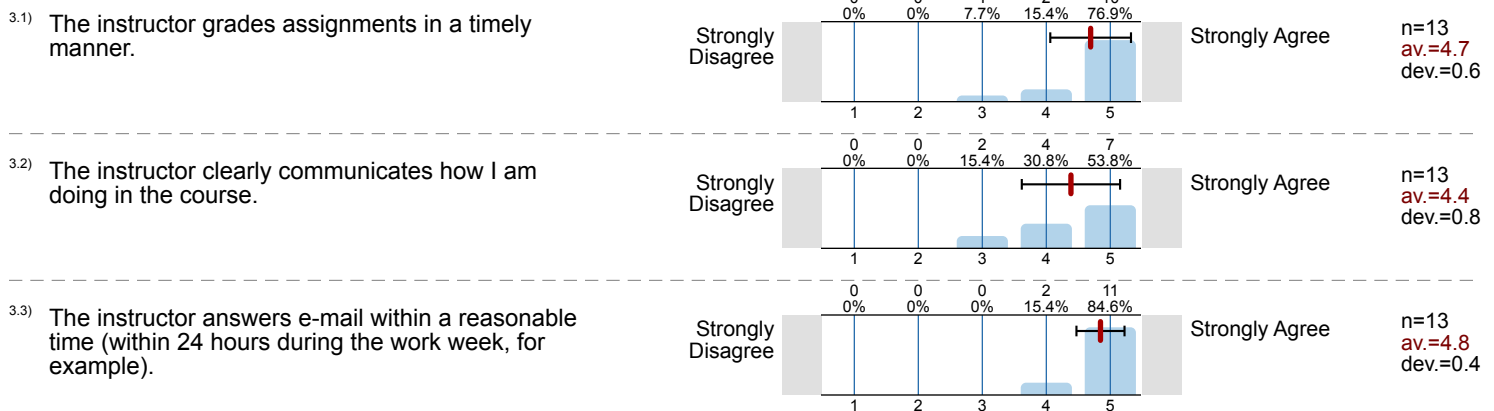 3.1) The instructor grades assignments in a timely
manner.
0% 0% 7.7% 15.4% 76.9%
Strongly
Disagree
Strongly Agree
n=13
av.=4.7
dev.=0.6
1 2 3 4 5
3.2) The instructor clearly communicates how I am
doing in the course.
0 0 2 4 7
0% 0% 15.4% 30.8% 53.8%
Strongly
Disagree
Strongly Agree
n=13
av.=4.4
dev.=0.8
1 2 3 4 5
3.3) The instructor answers e-mail within a reasonable
time (within 24 hours during the work week, for
example).
0 0 0 2 11
0% 0% 0% 15.4% 84.6%
Strongly
Disagree
Strongly Agree
n=13
av.=4.8
dev.=0.4
1 2 3 4 5